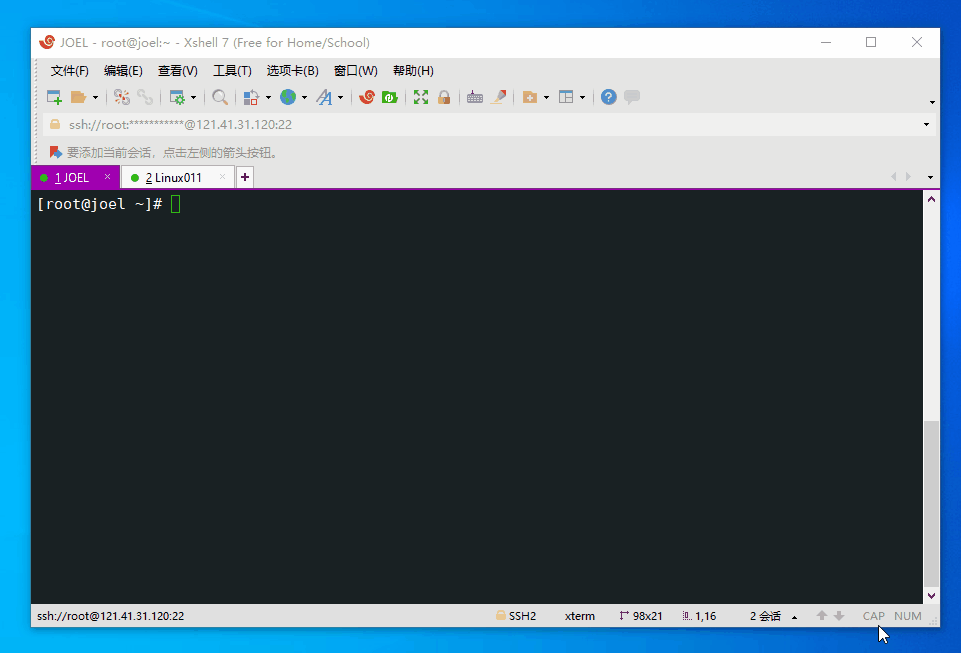 JOEL - root@joel:~ - Xshell 7 (Free for Home/School)
文件(F) 编辑(E) 查看(V) 工具(T) 选项卡(B) 窗口(W) 帮助(H)
ssh://root:***********@121.41.31.120:22
要添加当前会话，点击左侧的箭头按钮。
1 JOEL × 2 Linux011 × +
[root@joel ~]#
ssh://root@121.41.31.120:22 SSH2 xterm 98x21 1,16 2 会话 CAP NUM